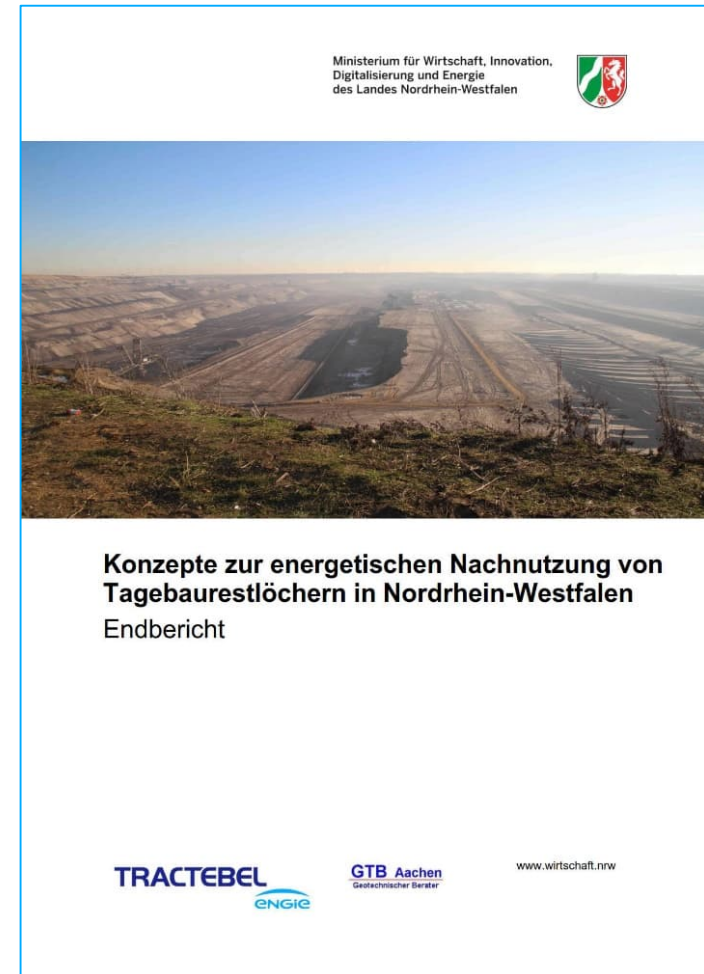 Ministerium für Wirtschaft, Innovation,
Digitalisierung und Energie
des Landes Nordrhein-Westfalen
Konzepte zur energetischen Nachnutzung von
Tagebaurestlöchern in Nordrhein-Westfalen
Endbericht
TRACTEBEL
ENGIE
GTB Aachen
Geotechnischer Berater
www.wirtschaft.nrw